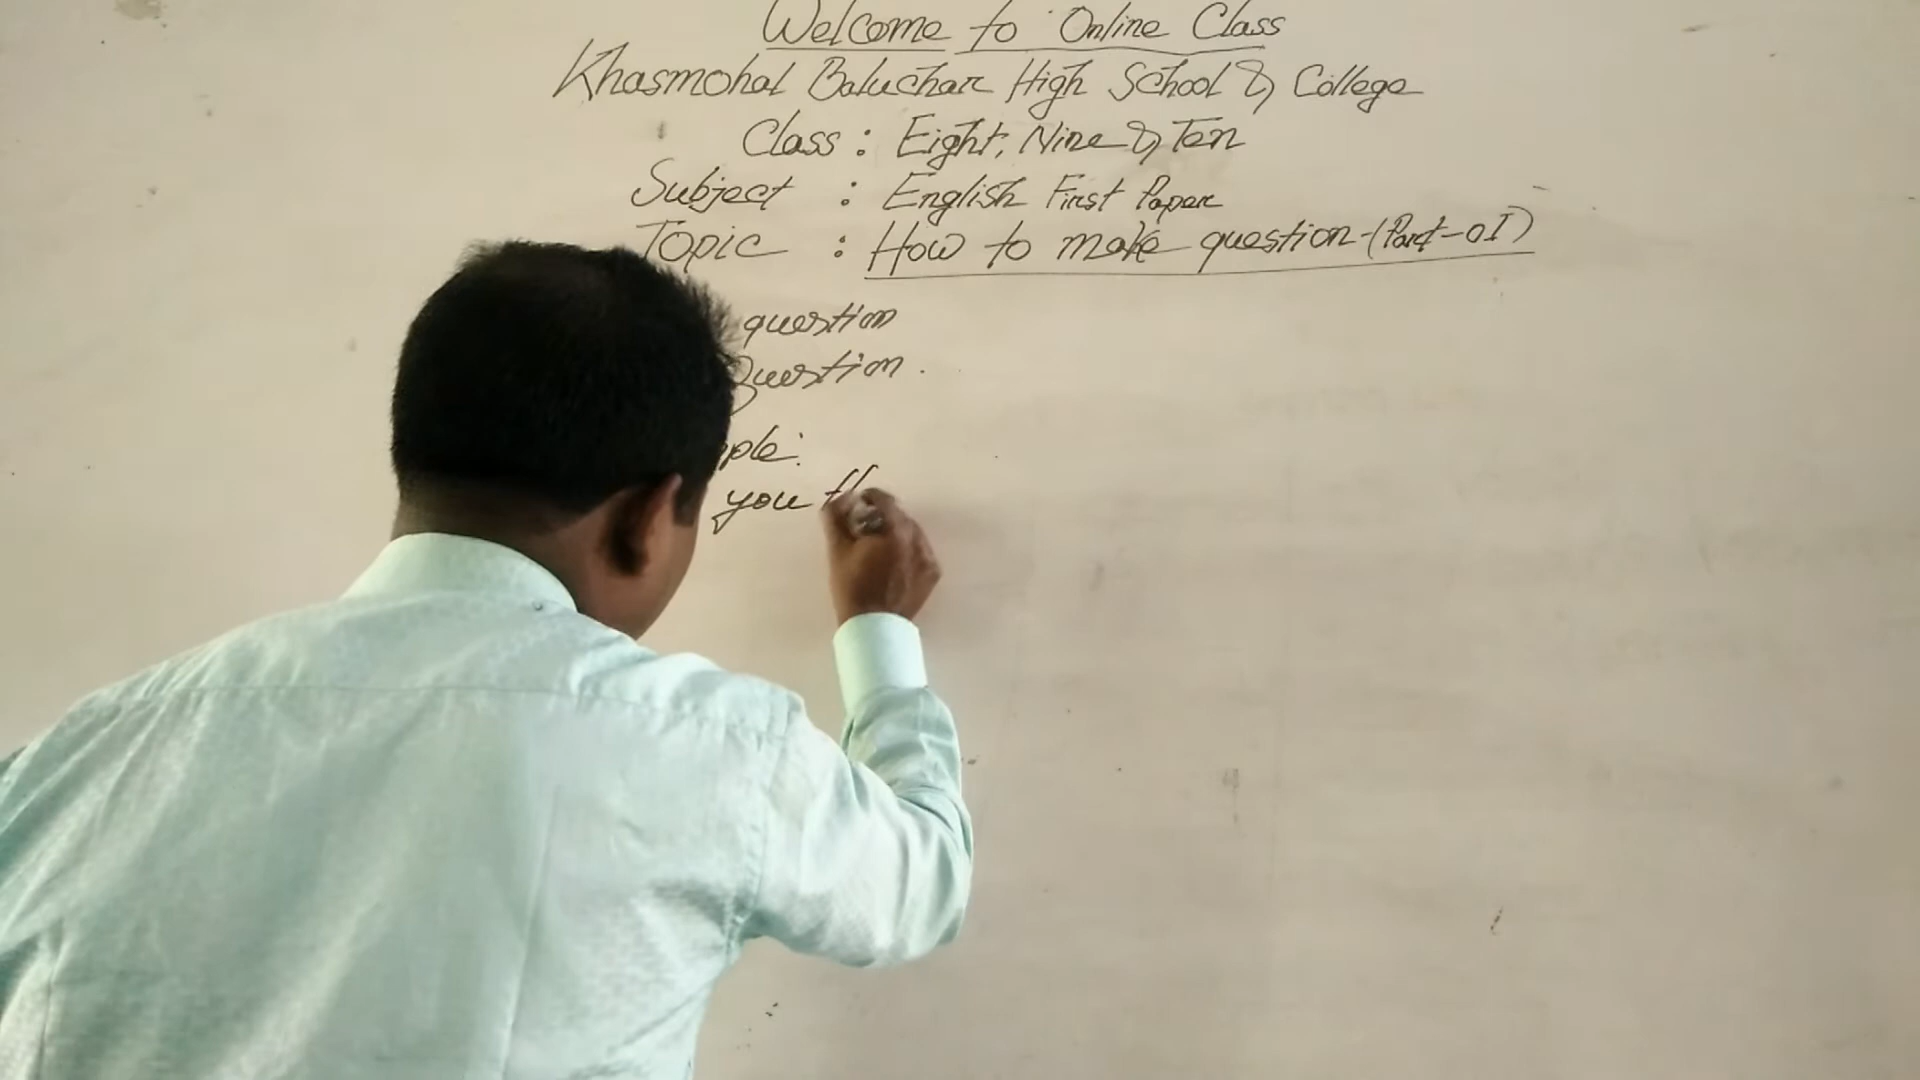 Welcome to Online Class
Khasmohal Baluchar High School & College
Class : Eight, Nine & Ten
Subject : English First Paper
Topic : How to make question-(Part-01)
question
Question.
you